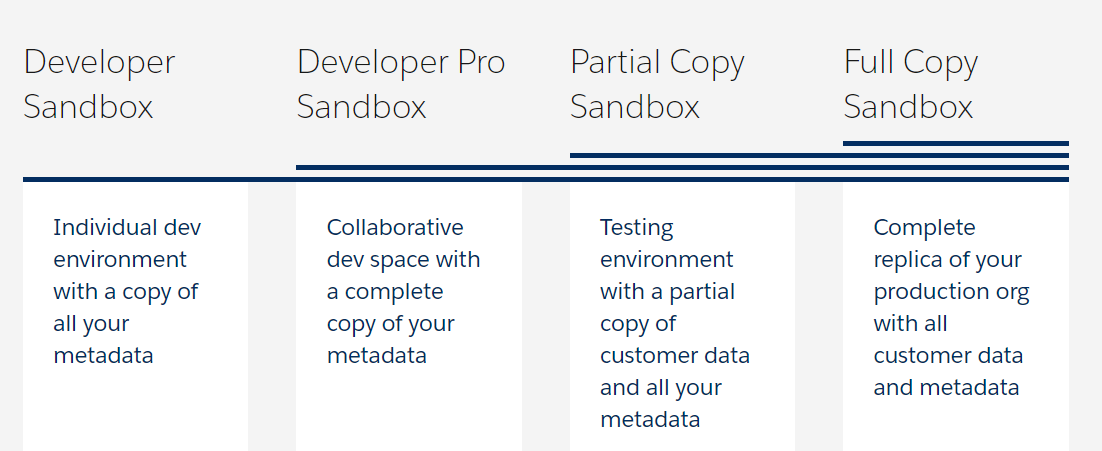 Developer
Sandbox
Individual dev
environment
with a copy of
all your
metadata
Developer Pro
Sandbox
Collaborative
dev space with
a complete
copy of your
metadata
Partial Copy
Sandbox
Testing
environment
with a partial
copy of
customer data
and all your
metadata
Full Copy
Sandbox
Complete
replica of your
production org
with all
customer data
and metadata